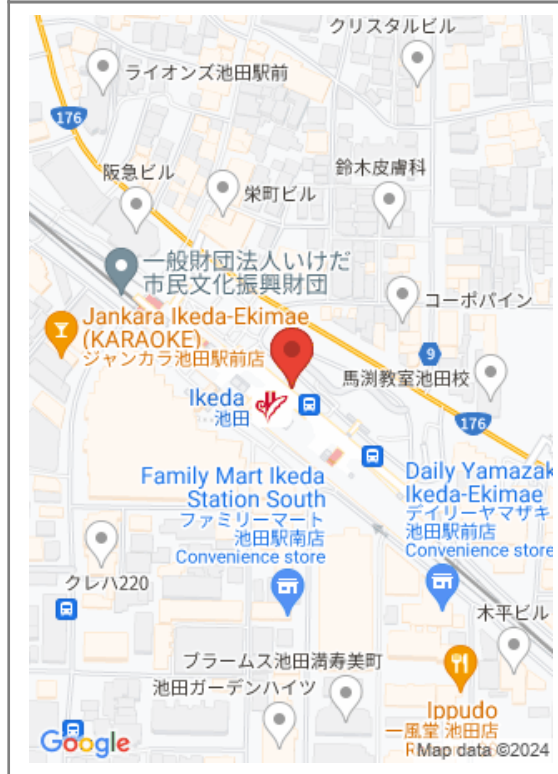 クリスタルビル
ライオンズ池田駅前
176
阪急ビル
栄町ビル
鈴木皮膚科
一般財団法人いけだ
市民文化振興財団
コーポパイン
Jankara Ikeda-Ekimae
(KARAOKE)
ジャンカラ池田駅前店
9
馬渕教室池田校
Ikeda
池田
176
Family Mart Ikeda
Station South
ファミリーマート
池田駅南店
Convenience store
Daily Yamazak
Ikeda-Ekimae
デイリーヤマザキ
池田駅前店
Convenience store
クレハ220
木平ビル
ブラームス池田満寿美町
池田ガーデンハイツ
Ippudo
一風堂 池田店
Google
Map data ©2024